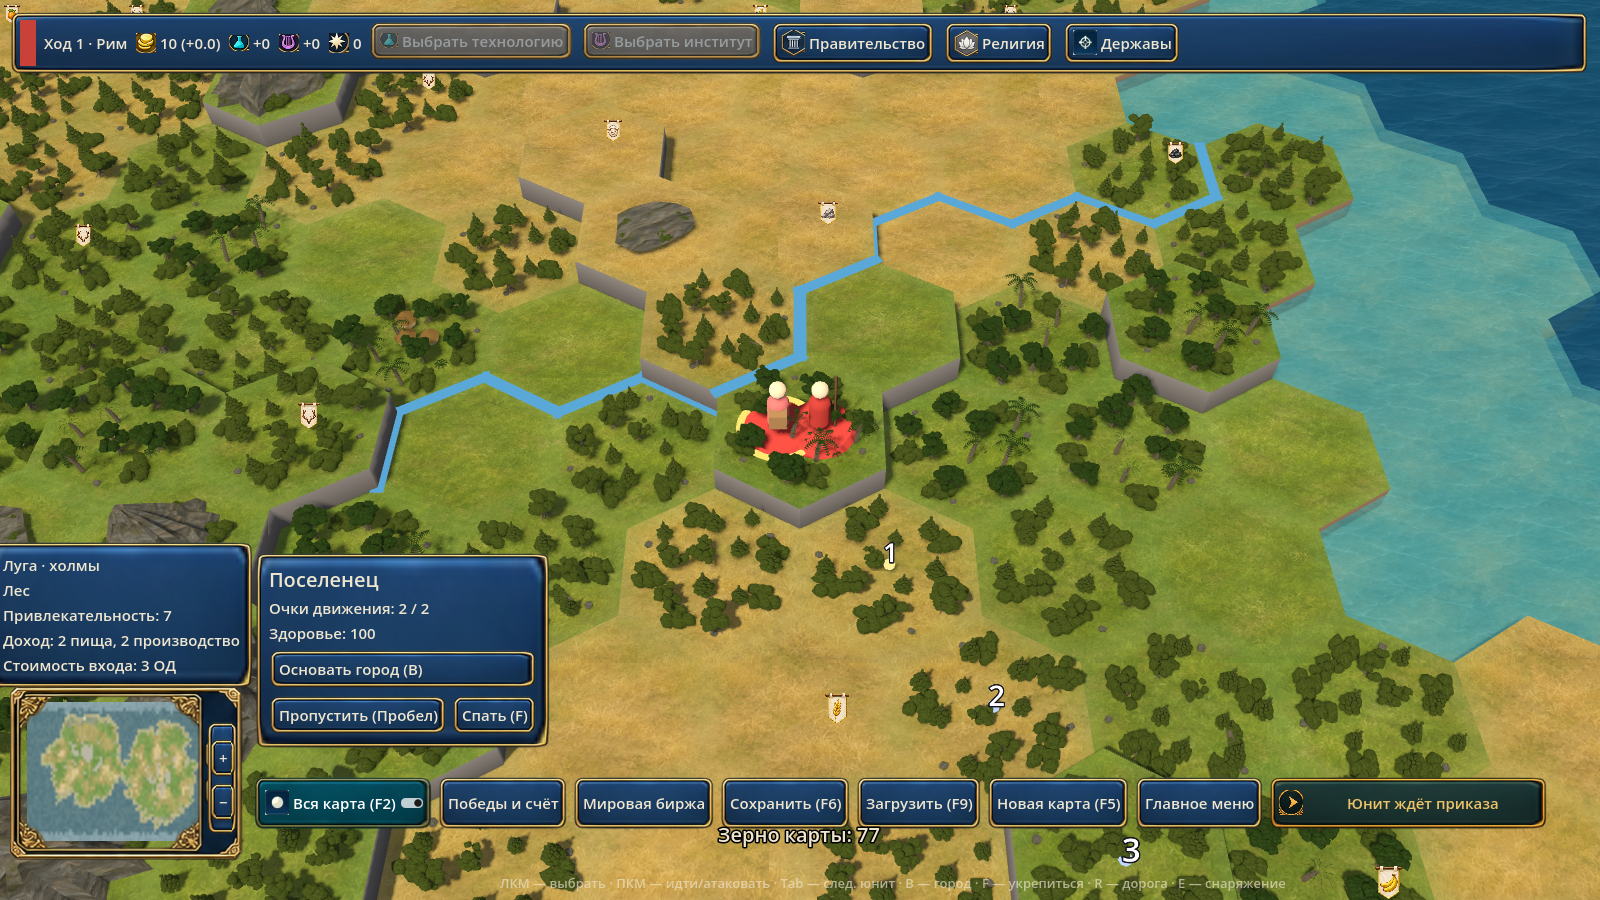 Ход 1 · Рим 10 (+0.0) +0 +0 0 Выбрать технологию Выбрать институт Правительство Религия Державы
1
Луга · холмы
Лес
Привлекательность: 7
Доход: 2 пища, 2 производство
Стоимость входа: 3 ОД
Поселенец
Очки движения: 2 / 2
Здоровье: 100
Основать город (B)
Пропустить (Пробел) Спать (F)
2
+
−
Вся карта (F2) Победы и счёт Мировая биржа Сохранить (F6) Загрузить (F9) Новая карта (F5) Главное меню Юнит ждёт приказа
Зерно карты: 77
3
ЛКМ — выбрать · ПКМ — идти/атаковать · Tab — след. юнит · B — город · F — укрепиться · R — дорога · E — снаряжение